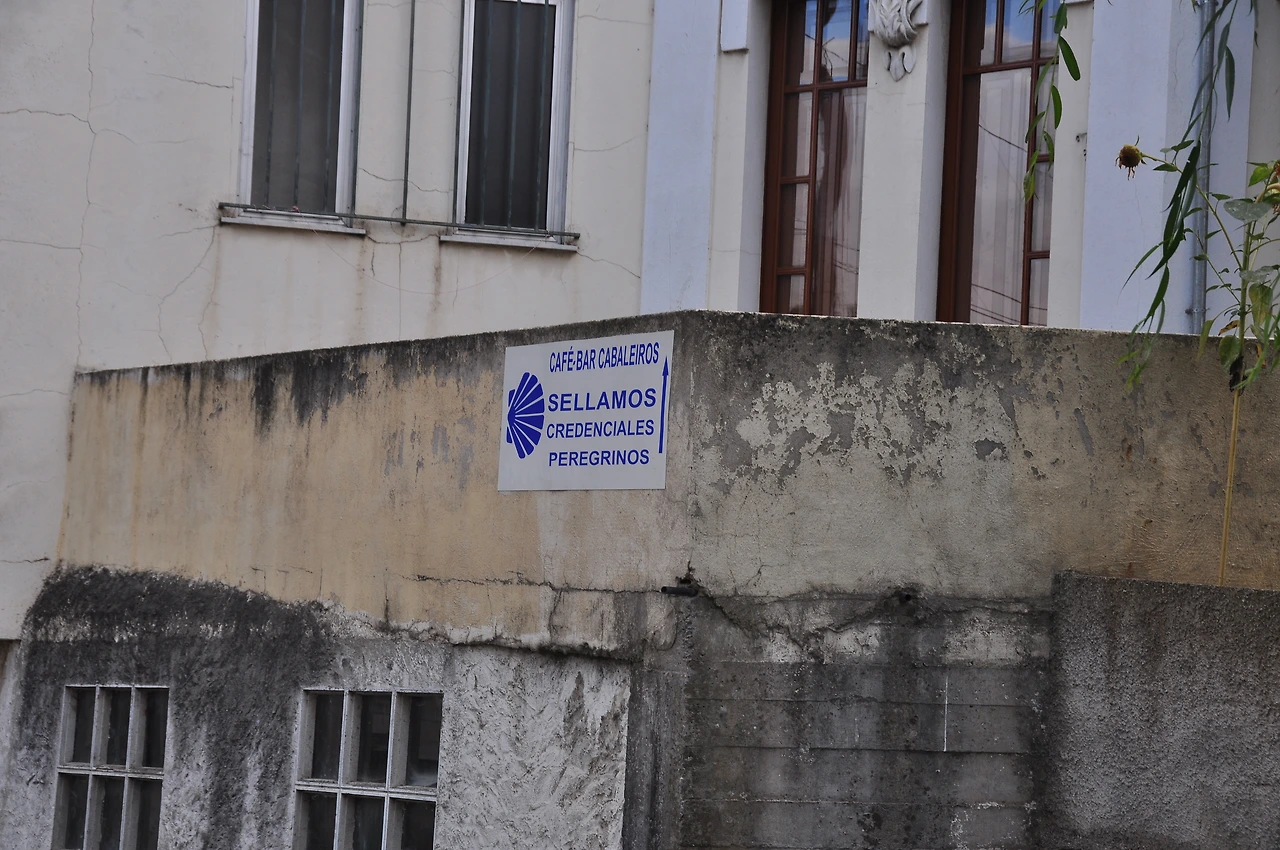 CAFÉ-BAR CABALEIROS
SELLAMOS
CREDENCIALES
PEREGRINOS